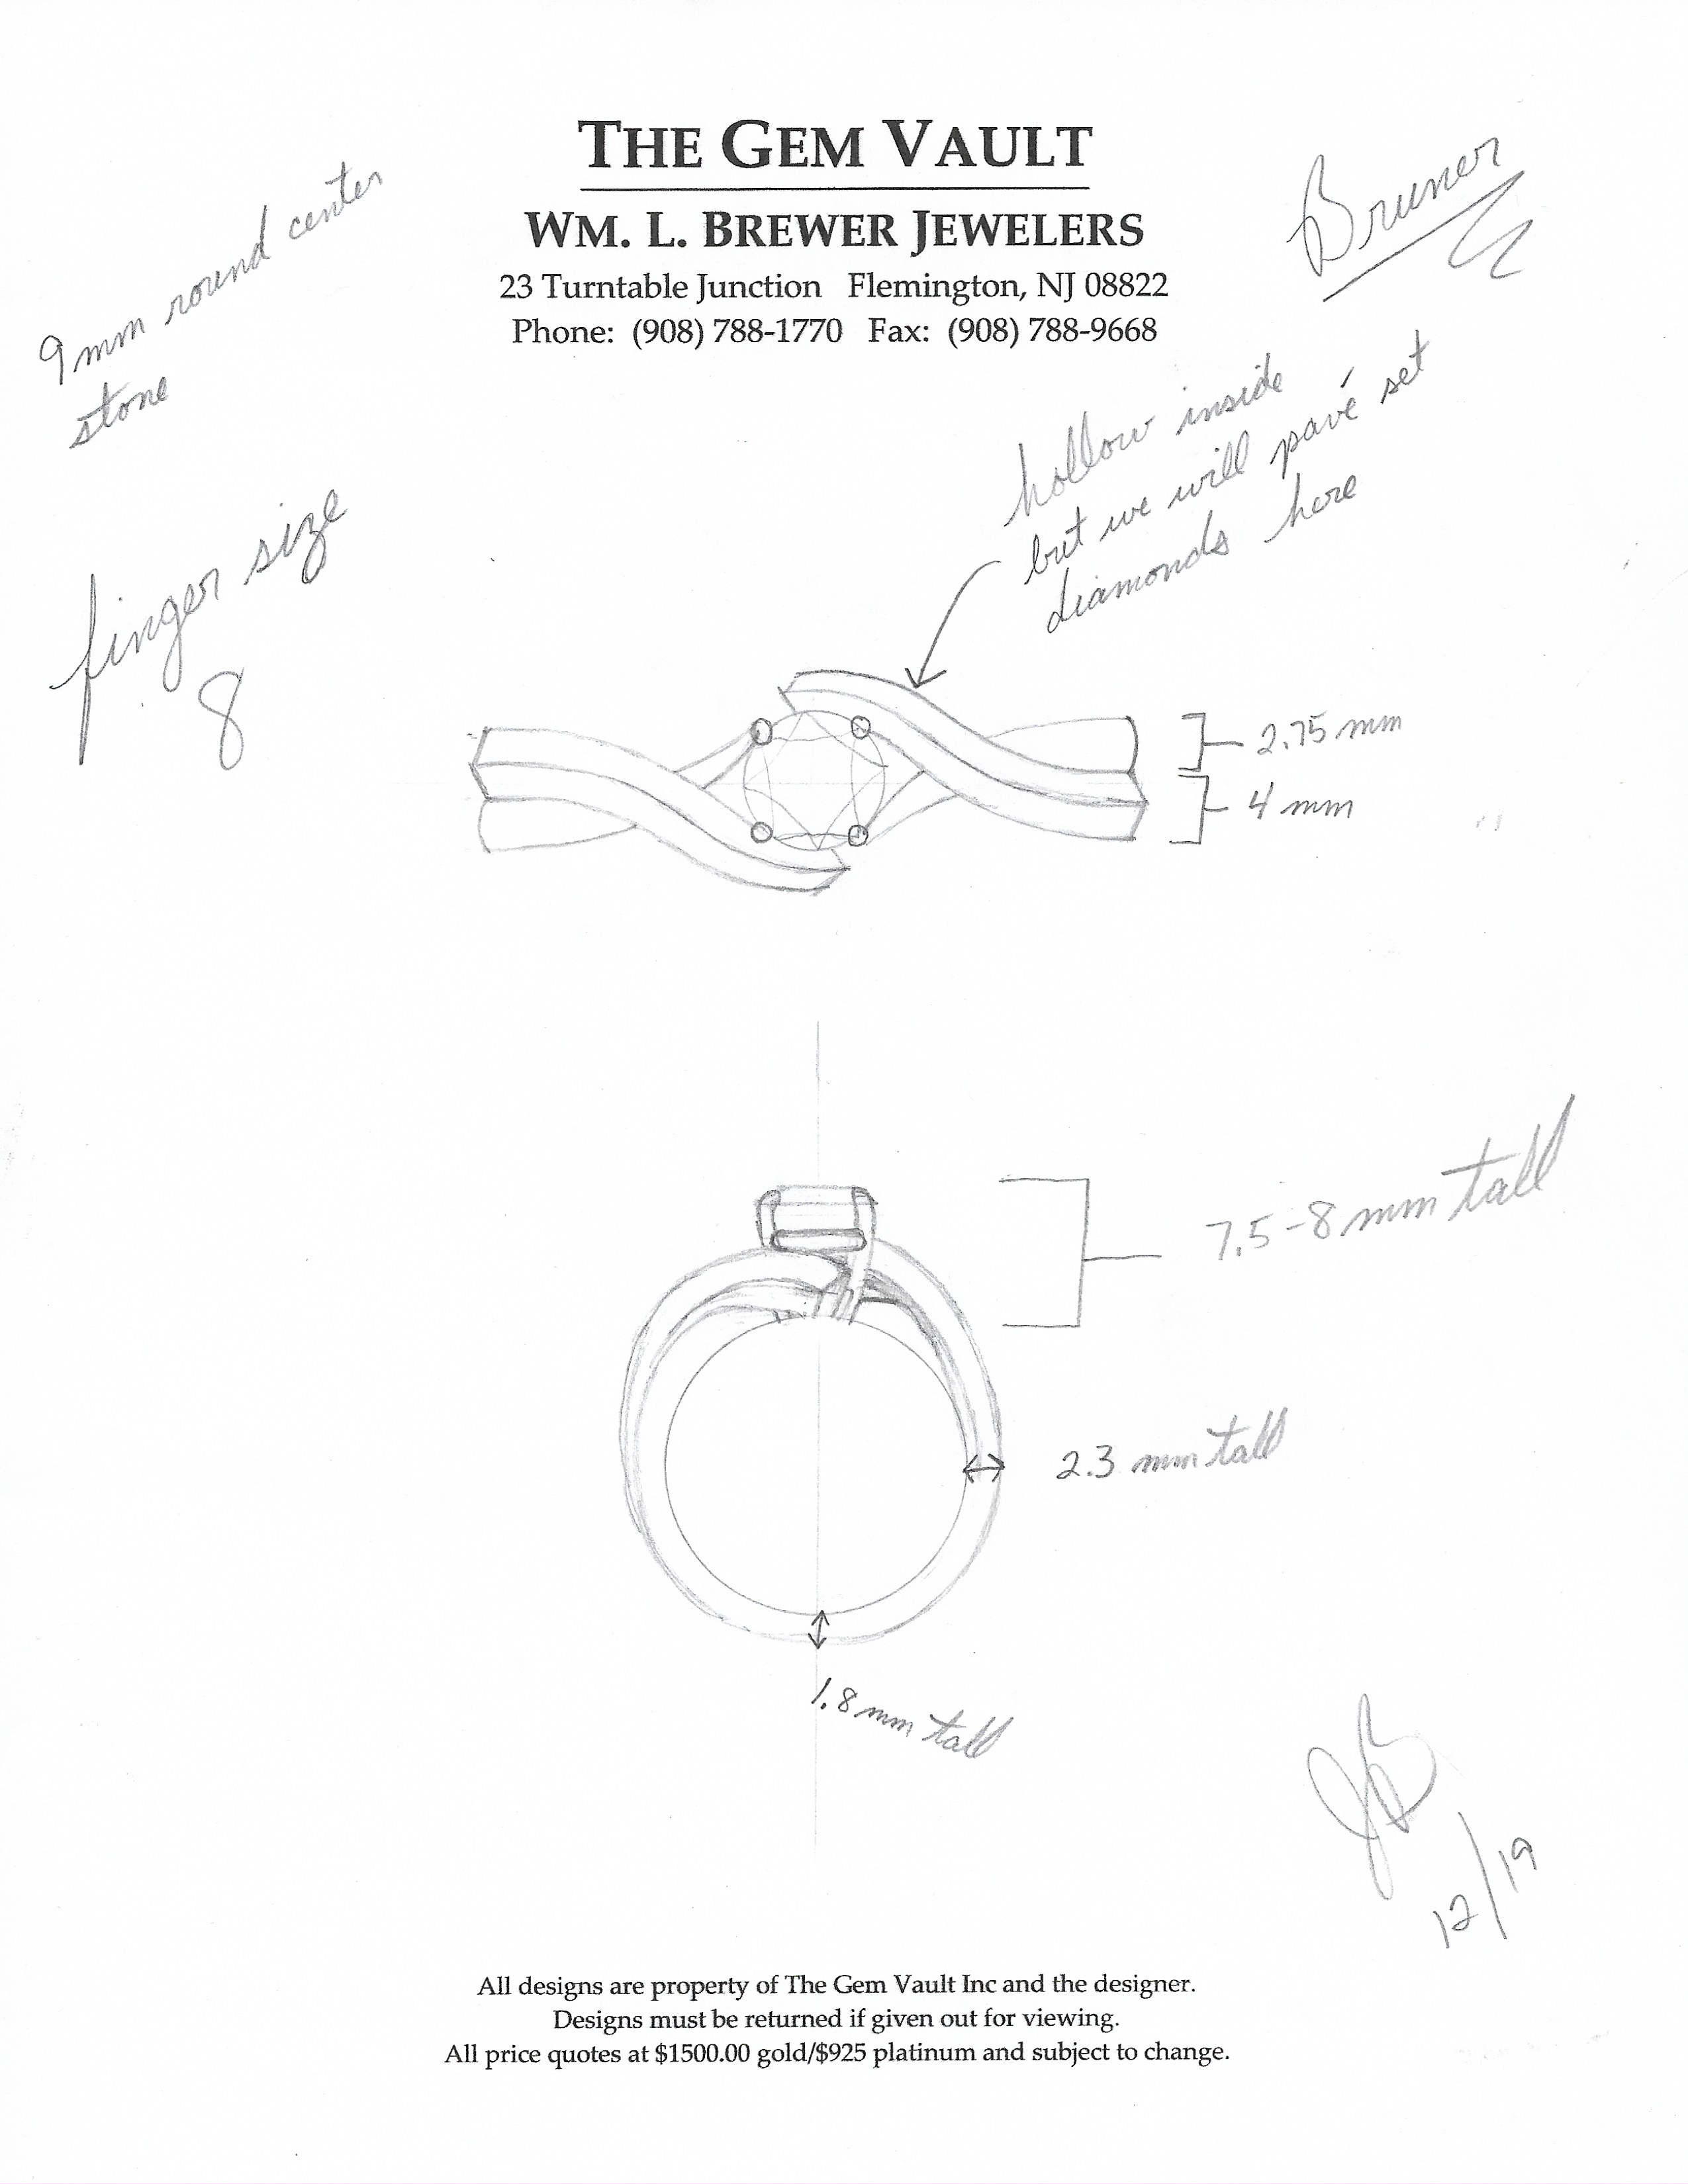 THE GEM VAULT
WM. L. BREWER JEWELERS
23 Turntable Junction Flemington, NJ 08822
Phone: (908) 788-1770 Fax: (908) 788-9668
Bruner
9mm round center
stone
finger size
8
hollow inside
but we will pavé set
diamonds here
2.75 mm
4 mm
7.5-8 mm tall
2.3 mm tall
1.8 mm tall
JB
12/19
All designs are property of The Gem Vault Inc and the designer.
Designs must be returned if given out for viewing.
All price quotes at $1500.00 gold/$925 platinum and subject to change.